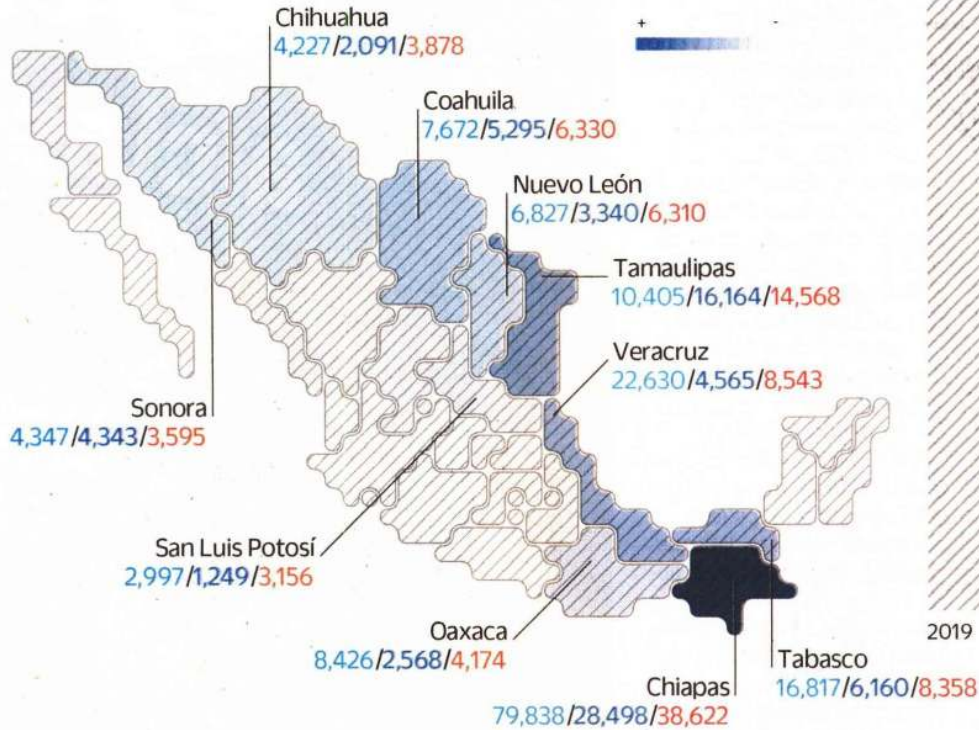 Chihuahua
4,227/2,091/3,878
+ -
Coahuila
7,672/5,295/6,330
Nuevo León
6,827/3,340/6,310
Tamaulipas
10,405/16,164/14,568
Veracruz
22,630/4,565/8,543
Sonora
4,347/4,343/3,595
San Luis Potosí
2,997/1,249/3,156
Oaxaca
8,426/2,568/4,174
2019
Tabasco
16,817/6,160/8,358
Chiapas
79,838/28,498/38,622